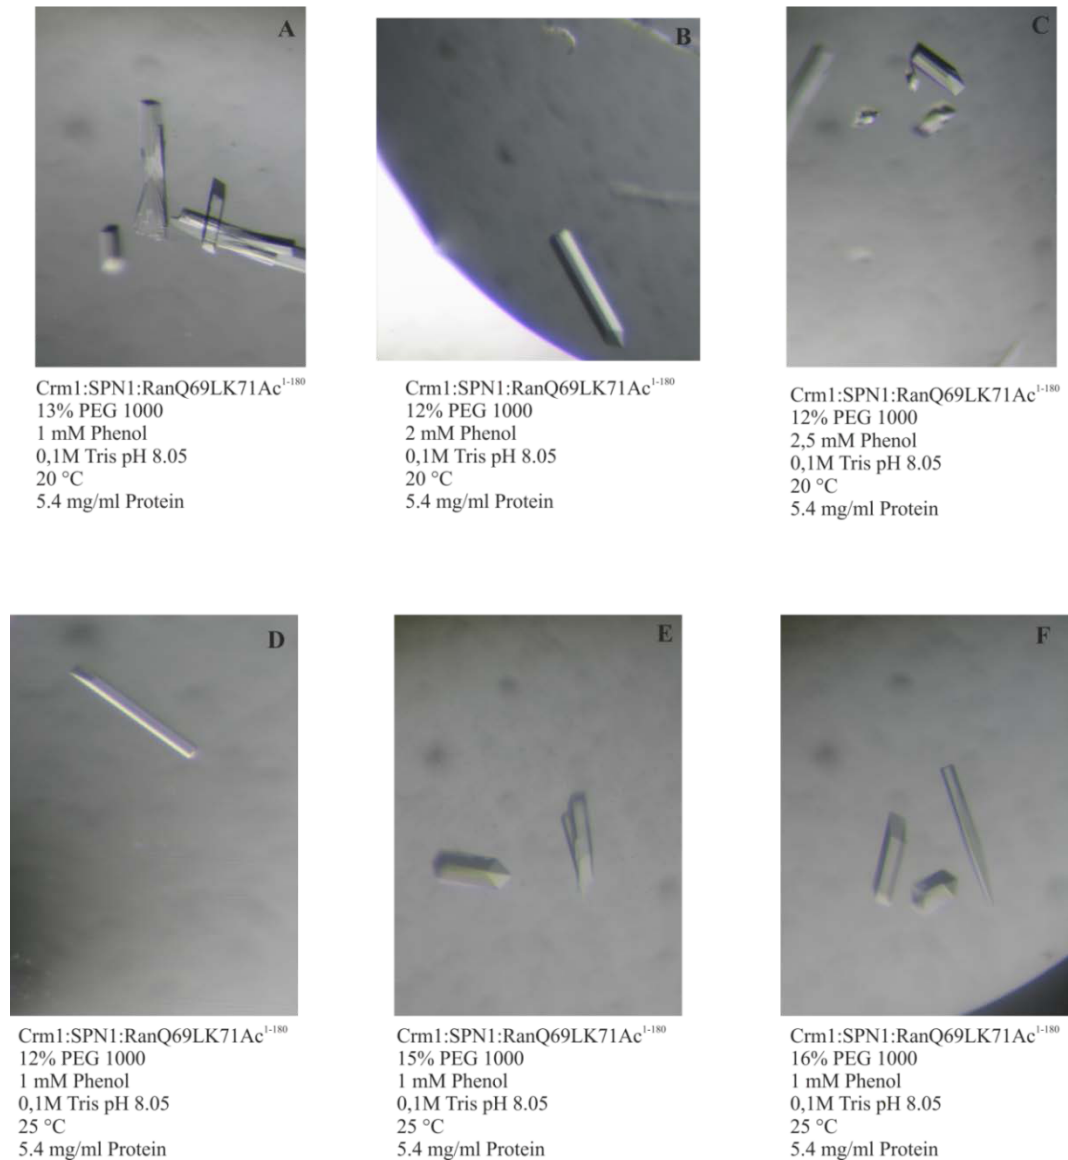 A
Crm1:SPN1:RanQ69LK71Ac1-180
13% PEG 1000
1 mM Phenol
0,1M Tris pH 8.05
20 °C
5.4 mg/ml Protein
B
Crm1:SPN1:RanQ69LK71Ac1-180
12% PEG 1000
2 mM Phenol
0,1M Tris pH 8.05
20 °C
5.4 mg/ml Protein
C
Crm1:SPN1:RanQ69LK71Ac1-180
12% PEG 1000
2,5 mM Phenol
0,1M Tris pH 8.05
20 °C
5.4 mg/ml Protein
D
Crm1:SPN1:RanQ69LK71Ac1-180
12% PEG 1000
1 mM Phenol
0,1M Tris pH 8.05
25 °C
5.4 mg/ml Protein
E
Crm1:SPN1:RanQ69LK71Ac1-180
15% PEG 1000
1 mM Phenol
0,1M Tris pH 8.05
25 °C
5.4 mg/ml Protein
F
Crm1:SPN1:RanQ69LK71Ac1-180
16% PEG 1000
1 mM Phenol
0,1M Tris pH 8.05
25 °C
5.4 mg/ml Protein